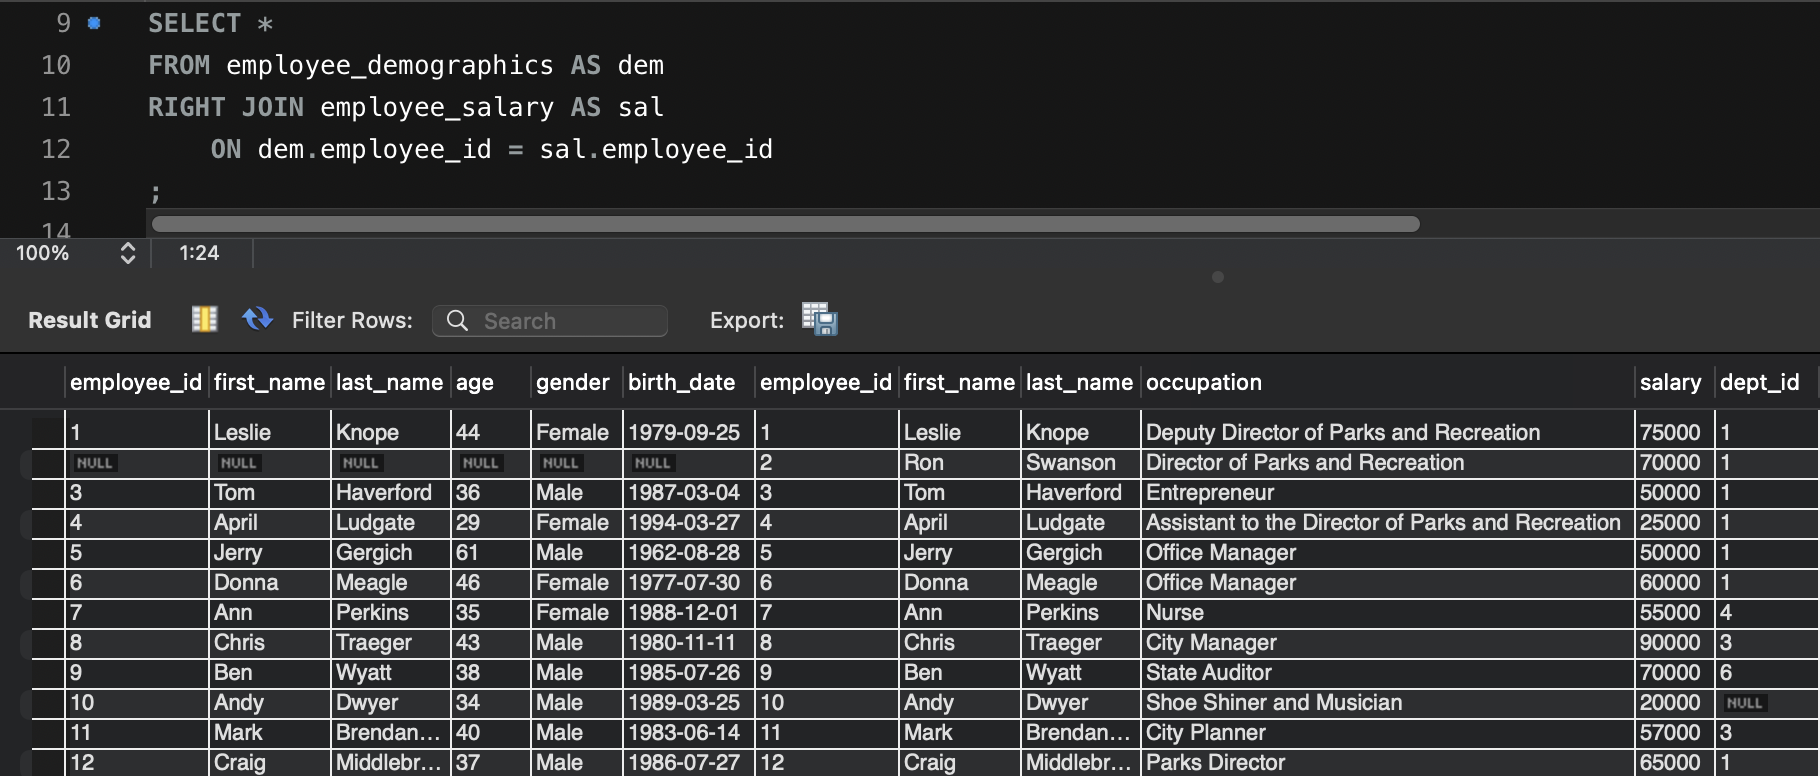 9 SELECT *
10 FROM employee_demographics AS dem
11 RIGHT JOIN employee_salary AS sal
12 ON dem.employee_id = sal.employee_id
13 ;
14
100% 1:24
Result Grid Filter Rows: Search Export:
employee_id first_name last_name age gender birth_date employee_id first_name last_name occupation salary dept_id
1 Leslie Knope 44 Female 1979-09-25 1 Leslie Knope Deputy Director of Parks and Recreation 75000 1
NULL NULL NULL NULL NULL NULL 2 Ron Swanson Director of Parks and Recreation 70000 1
3 Tom Haverford 36 Male 1987-03-04 3 Tom Haverford Entrepreneur 50000 1
4 April Ludgate 29 Female 1994-03-27 4 April Ludgate Assistant to the Director of Parks and Recreation 25000 1
5 Jerry Gergich 61 Male 1962-08-28 5 Jerry Gergich Office Manager 50000 1
6 Donna Meagle 46 Female 1977-07-30 6 Donna Meagle Office Manager 60000 1
7 Ann Perkins 35 Female 1988-12-01 7 Ann Perkins Nurse 55000 4
8 Chris Traeger 43 Male 1980-11-11 8 Chris Traeger City Manager 90000 3
9 Ben Wyatt 38 Male 1985-07-26 9 Ben Wyatt State Auditor 70000 6
10 Andy Dwyer 34 Male 1989-03-25 10 Andy Dwyer Shoe Shiner and Musician 20000 NULL
11 Mark Brendan... 40 Male 1983-06-14 11 Mark Brendan... City Planner 57000 3
12 Craig Middlebr... 37 Male 1986-07-27 12 Craig Middlebr... Parks Director 65000 1